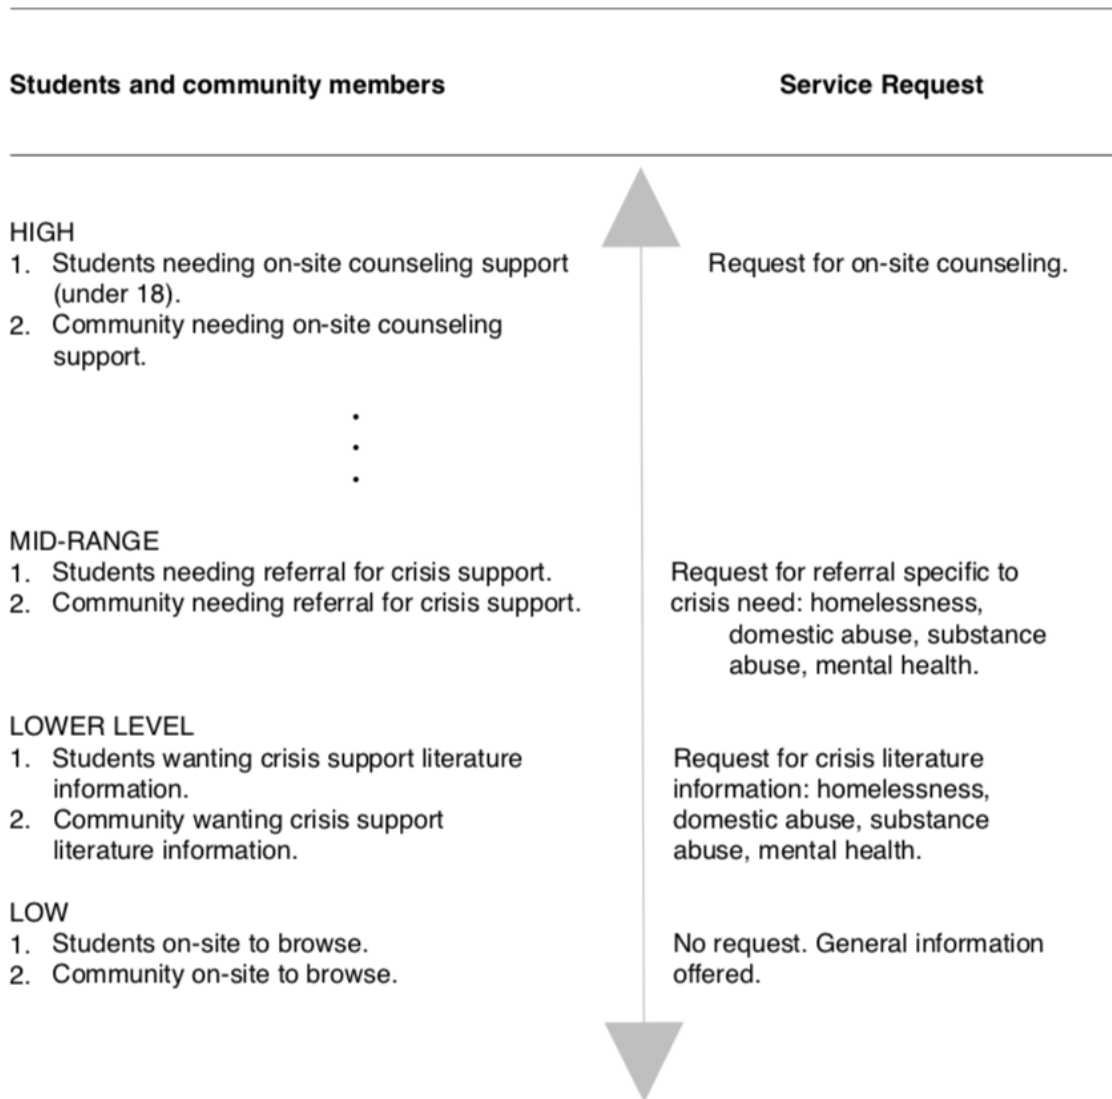 Students and community members
Service Request
HIGH
1. Students needing on-site counseling support
(under 18).
2. Community needing on-site counseling
support.
Request for on-site counseling.
.
.
.
MID-RANGE
1. Students needing referral for crisis support.
2. Community needing referral for crisis support.
Request for referral specific to
crisis need: homelessness,
domestic abuse, substance
abuse, mental health.
LOWER LEVEL
1. Students wanting crisis support literature
information.
2. Community wanting crisis support
literature information.
Request for crisis literature
information: homelessness,
domestic abuse, substance
abuse, mental health.
LOW
1. Students on-site to browse.
2. Community on-site to browse.
No request. General information
offered.